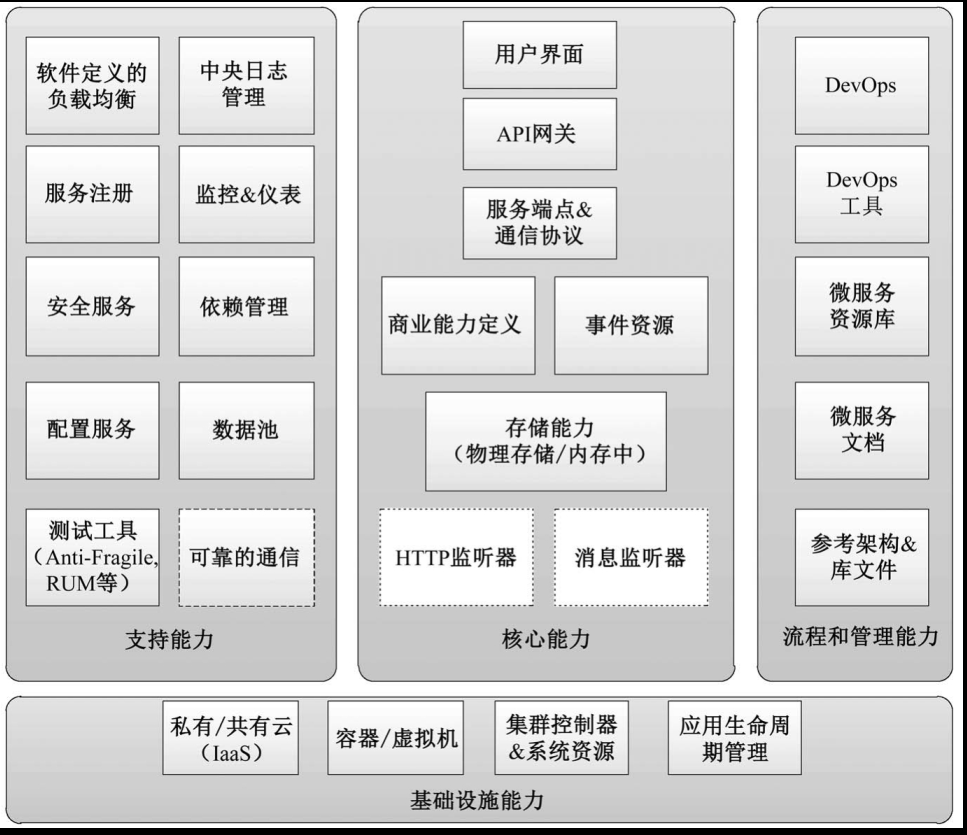 软件定义的
负载均衡
中央日志
管理
服务注册
监控&仪表
安全服务
依赖管理
配置服务
数据池
测试工具
（Anti-Fragile,
RUM等）
可靠的通信
支持能力
用户界面
API网关
服务端点&
通信协议
商业能力定义
事件资源
存储能力
（物理存储/内存中）
HTTP监听器
消息监听器
核心能力
DevOps
DevOps
工具
微服务
资源库
微服务
文档
参考架构&
库文件
流程和管理能力
私有/共有云
（IaaS）
容器/虚拟机
集群控制器
&系统资源
应用生命周
期管理
基础设施能力